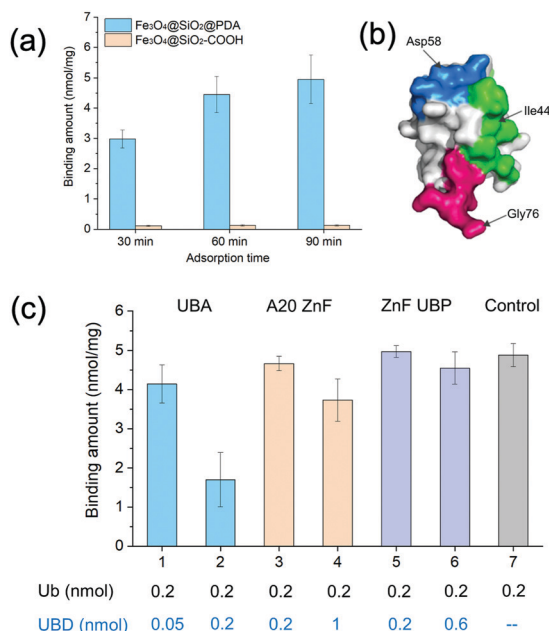 (a)
Fe₃O₄@SiO₂@PDA
Fe₃O₄@SiO₂-COOH
Binding amount (nmol/mg)
7
6
5
4
3
2
1
0
30 min 60 min 90 min
Adsorption time
(b)
Asp58
Ile44
Gly76
(c)
UBA A20 ZnF ZnF UBP Control
Binding amount (nmol/mg)
6
5
4
3
2
1
0
1 2 3 4 5 6 7
Ub (nmol) 0.2 0.2 0.2 0.2 0.2 0.2 0.2
UBD (nmol) 0.05 0.2 0.2 1 0.2 0.6 --